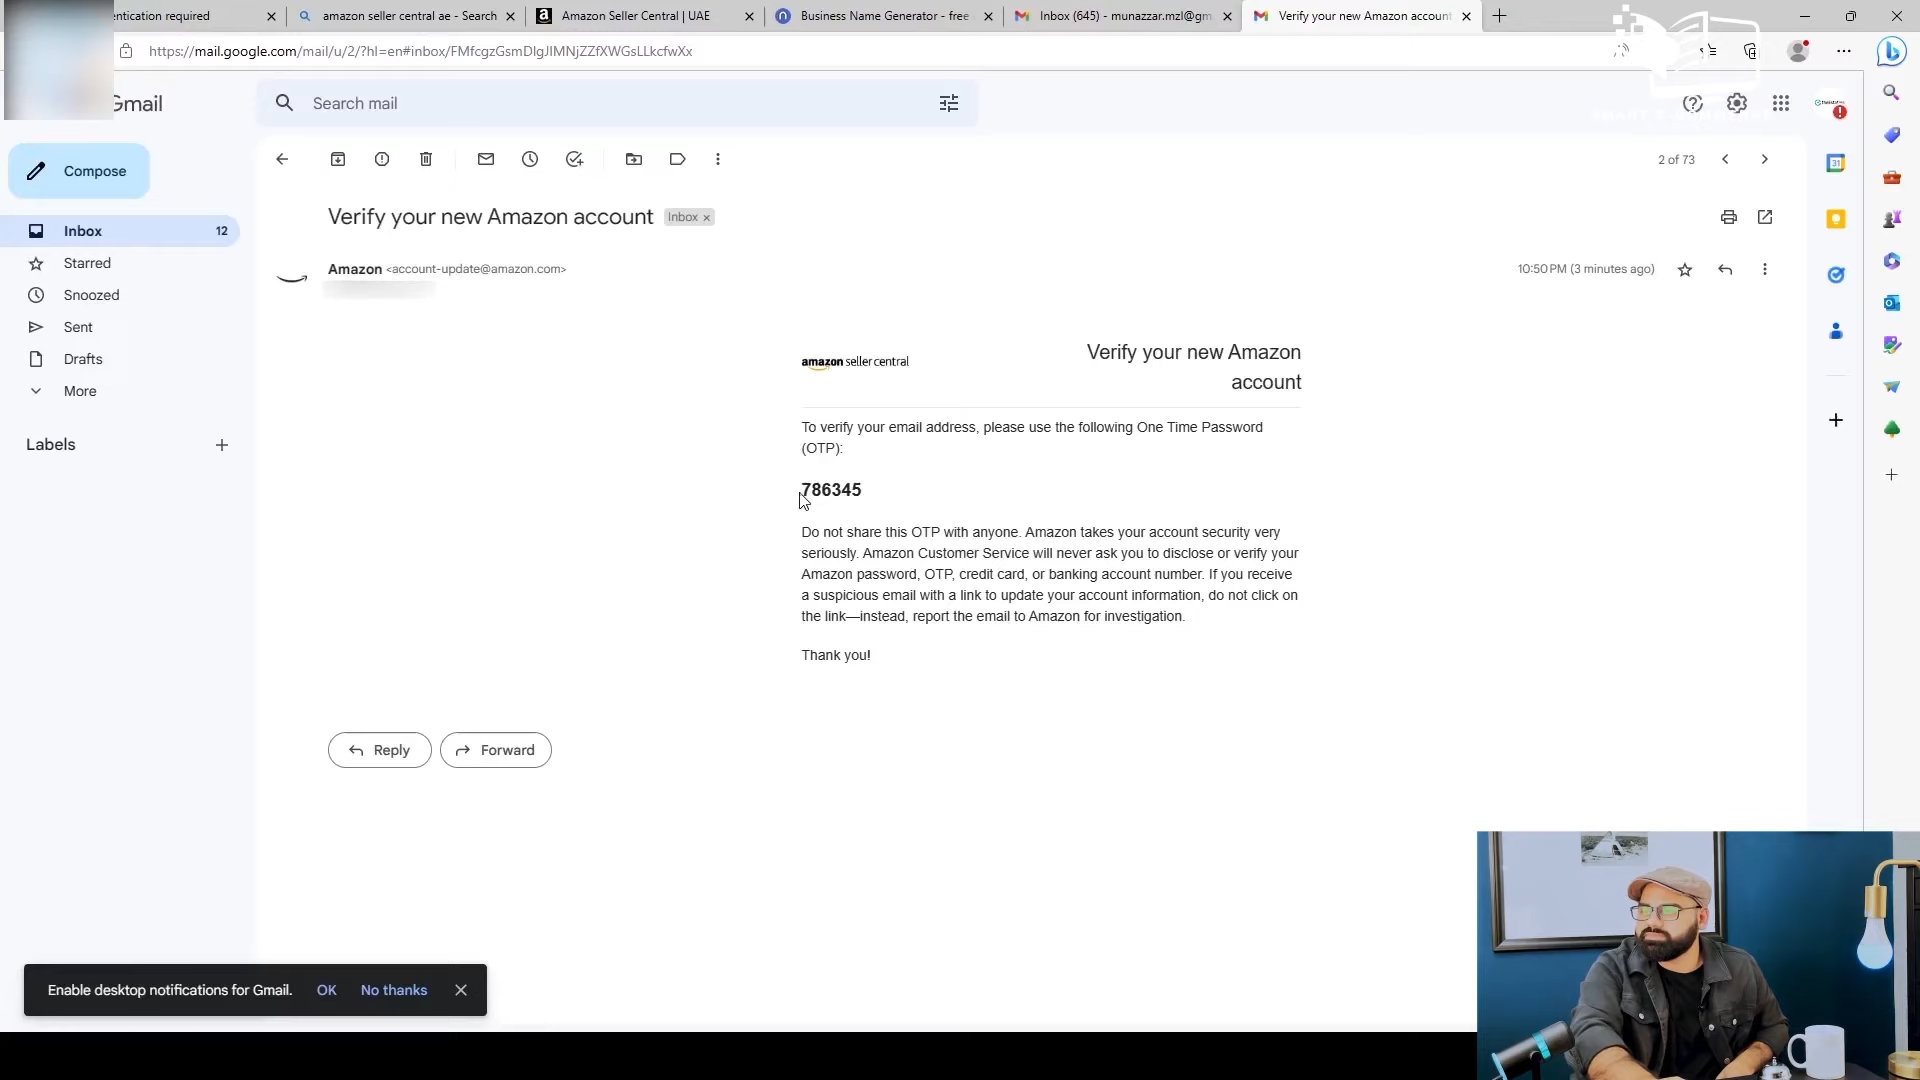 ntication required
amazon seller central ae - Search
Amazon Seller Central | UAE
Business Name Generator - free
Inbox (645) - munazzar.mzl@gm
Verify your new Amazon account
https://mail.google.com/mail/u/2/?hl=en#inbox/FMfcgzGsmDlgJlMNjZZfXWGsLLkcfwXx
Gmail
Search mail
Compose
2 of 73
Verify your new Amazon account
Inbox ×
Inbox 12
Starred
Snoozed
Sent
Drafts
More
Labels
Amazon <account-update@amazon.com>
10:50 PM (3 minutes ago)
amazon seller central
Verify your new Amazon
account
To verify your email address, please use the following One Time Password
(OTP):
786345
Do not share this OTP with anyone. Amazon takes your account security very
seriously. Amazon Customer Service will never ask you to disclose or verify your
Amazon password, OTP, credit card, or banking account number. If you receive
a suspicious email with a link to update your account information, do not click on
the link—instead, report the email to Amazon for investigation.
Thank you!
Reply
Forward
Enable desktop notifications for Gmail. OK No thanks
31